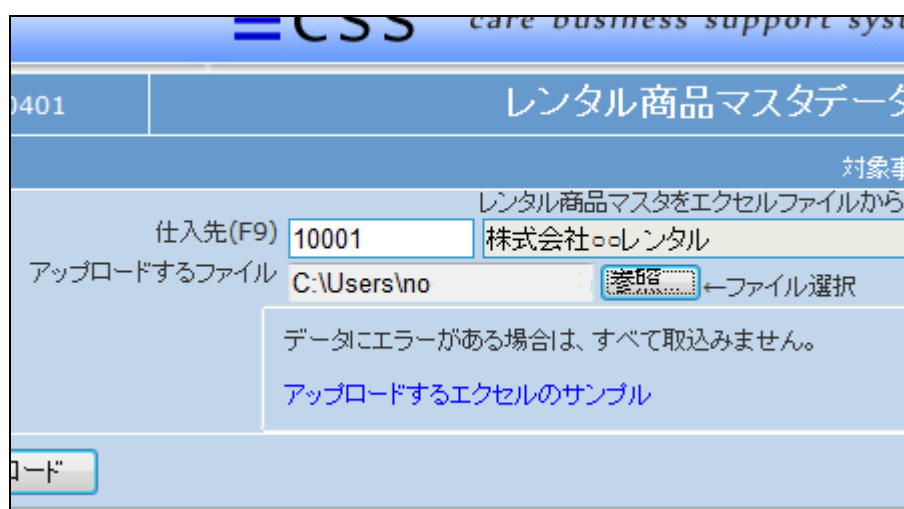 CSS care business support syst
0401 レンタル商品マスタデータ
対象事
レンタル商品マスタをエクセルファイルから
仕入先(F9) 10001 株式会社○○レンタル
アップロードするファイル C:\Users\no 参照... ←ファイル選択
データにエラーがある場合は、すべて取込みません。
アップロードするエクセルのサンプル
ロード